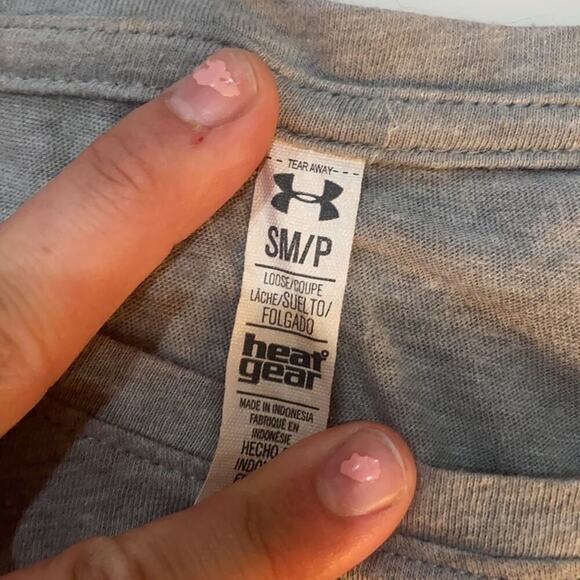 TEAR AWAY
SM/P
LOOSE/COUPE
LÂCHE/SUELTO/
FOLGADO
heat
gear
MADE IN INDONESIA
FABRIQUÉ EN
INDONÉSIE
HECHO